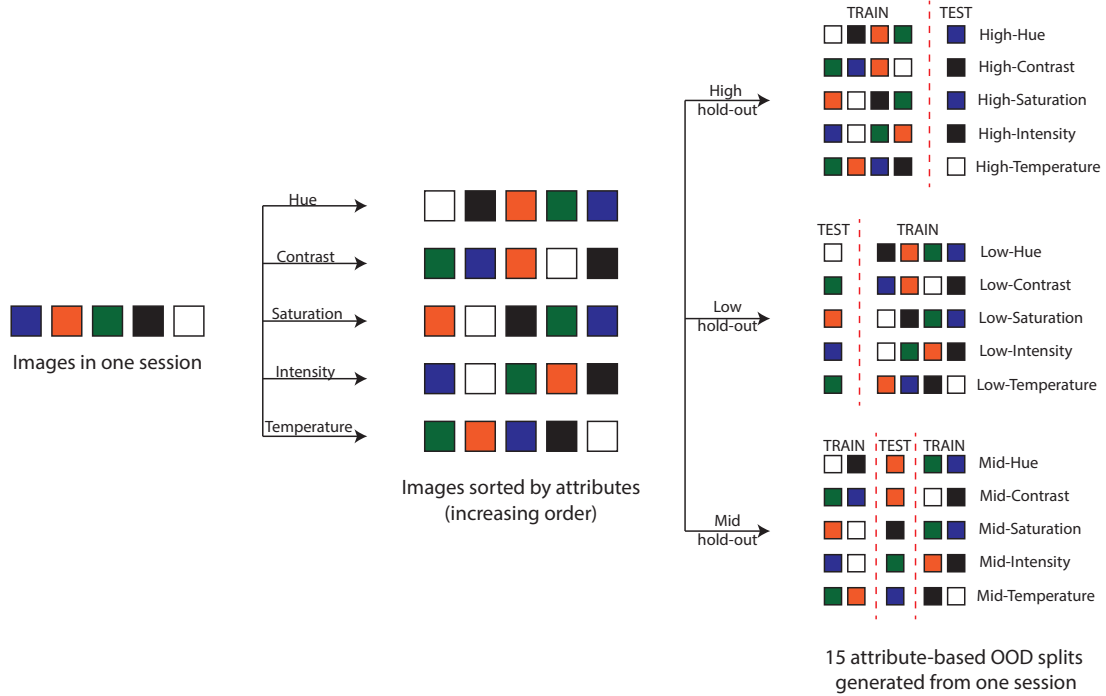 Images in one session
Hue
Contrast
Saturation
Intensity
Temperature
Images sorted by attributes
(increasing order)
High
hold-out
Low
hold-out
Mid
hold-out
TRAIN TEST
High-Hue
High-Contrast
High-Saturation
High-Intensity
High-Temperature
TEST TRAIN
Low-Hue
Low-Contrast
Low-Saturation
Low-Intensity
Low-Temperature
TRAIN TEST TRAIN
Mid-Hue
Mid-Contrast
Mid-Saturation
Mid-Intensity
Mid-Temperature
15 attribute-based OOD splits
generated from one session